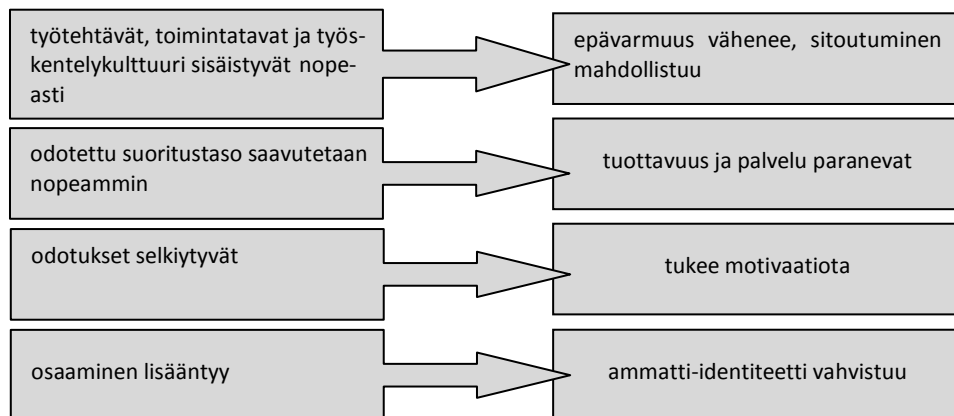 työtehtävät, toimintatavat ja työs-
kentelykulttuuri sisäistyvät nope-
asti
epävarmuus vähenee, sitoutuminen
mahdollistuu
odotettu suoritustaso saavutetaan
nopeammin
tuottavuus ja palvelu paranevat
odotukset selkiytyvät
tukee motivaatiota
osaaminen lisääntyy
ammatti-identiteetti vahvistuu